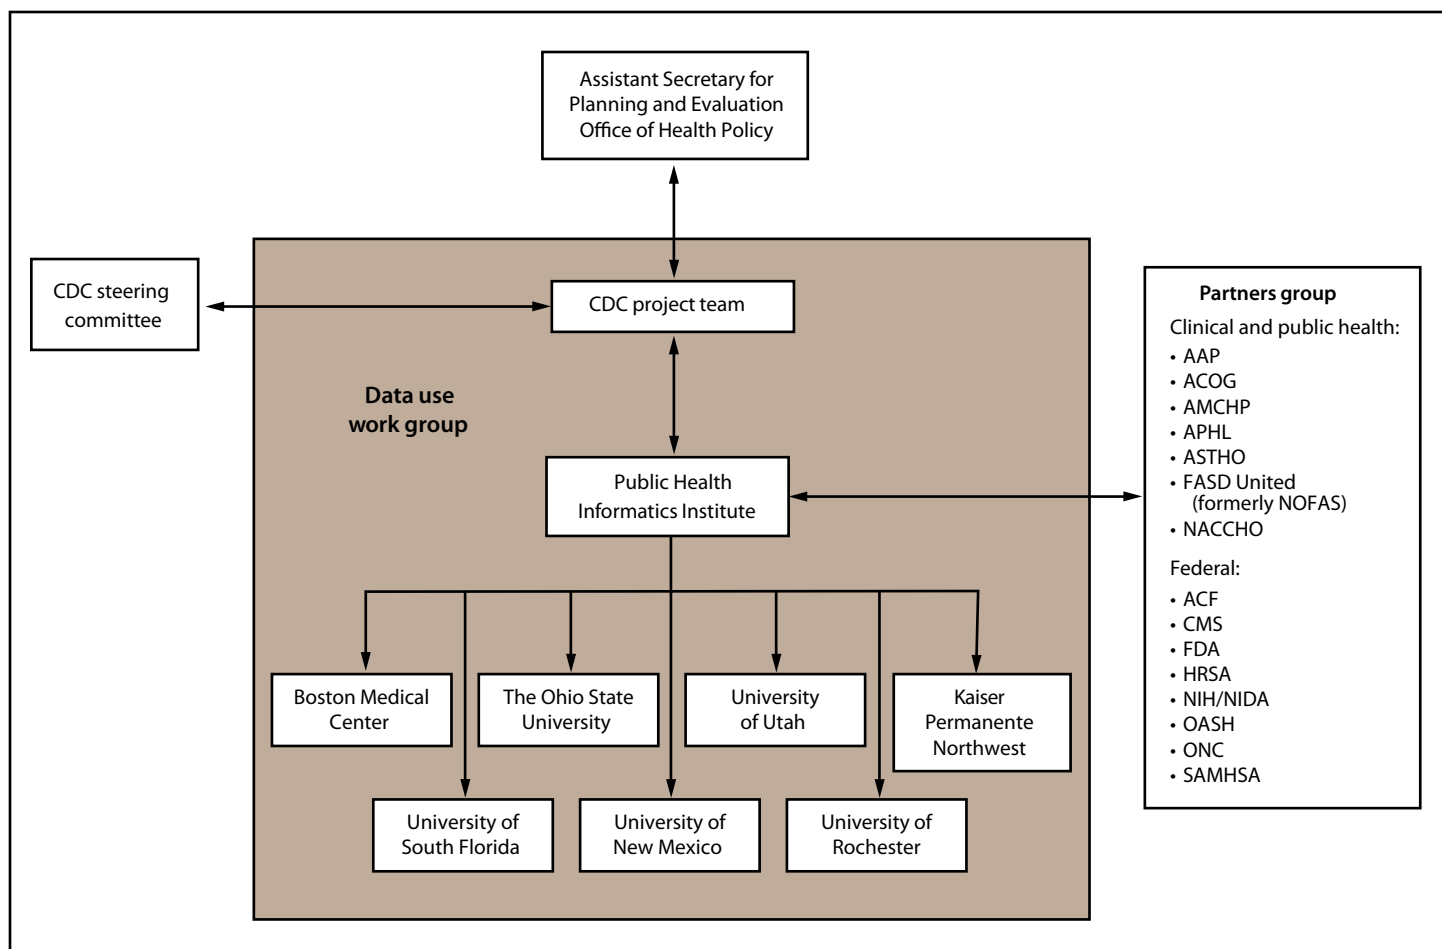 Assistant Secretary for
Planning and Evaluation
Office of Health Policy
CDC steering
committee
CDC project team
Data use
work group
Public Health
Informatics Institute
Boston Medical
Center
The Ohio State
University
University
of Utah
Kaiser
Permanente
Northwest
University of
South Florida
University of
New Mexico
University of
Rochester
Partners group
Clinical and public health:
• AAP
• ACOG
• AMCHP
• APHL
• ASTHO
• FASD United
(formerly NOFAS)
• NACCHO
Federal:
• ACF
• CMS
• FDA
• HRSA
• NIH/NIDA
• OASH
• ONC
• SAMHSA